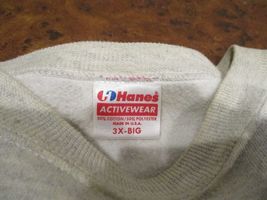 Hanes
ACTIVEWEAR
50% COTTON/50% POLYESTER
MADE IN U.S.A.
3X-BIG